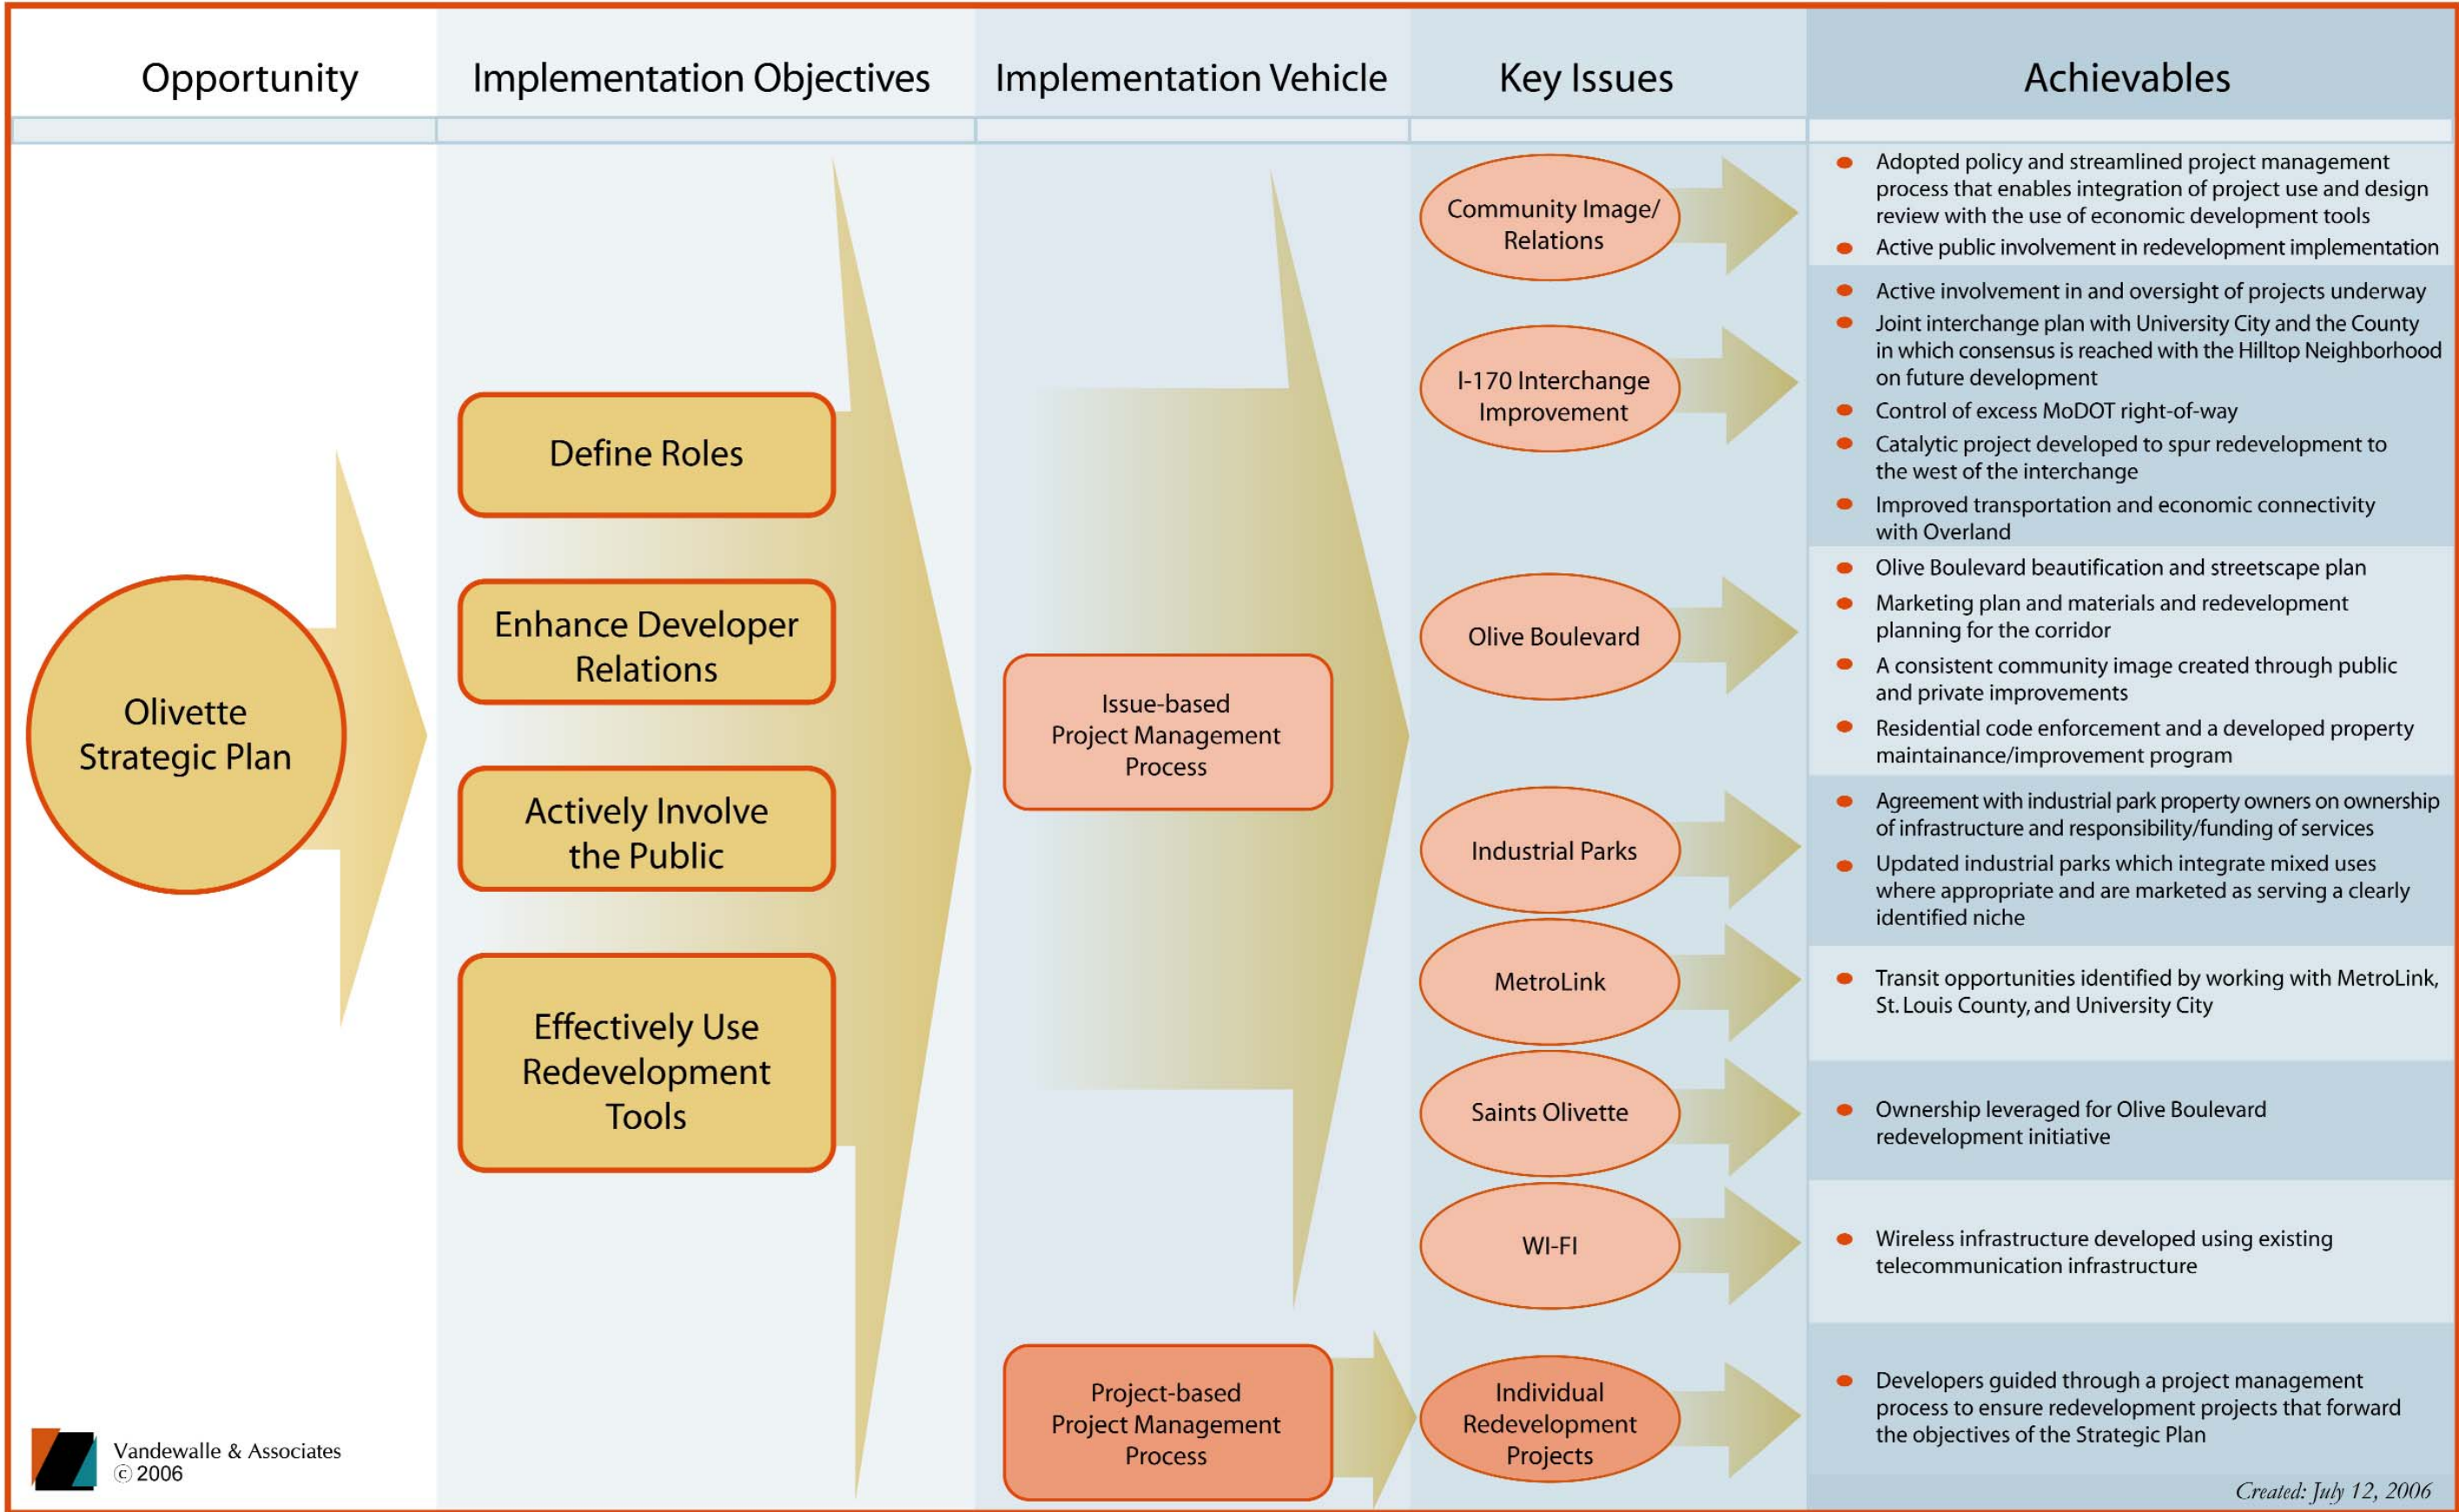 Opportunity
Implementation Objectives
Implementation Vehicle
Key Issues
Achievables
Olivette
Strategic Plan
Define Roles
Enhance Developer
Relations
Actively Involve
the Public
Effectively Use
Redevelopment
Tools
Issue-based
Project Management
Process
Project-based
Project Management
Process
Community Image/
Relations
Adopted policy and streamlined project management
process that enables integration of project use and design
review with the use of economic development tools
Active public involvement in redevelopment implementation
I-170 Interchange
Improvement
Active involvement in and oversight of projects underway
Joint interchange plan with University City and the County
in which consensus is reached with the Hilltop Neighborhood
on future development
Control of excess MoDOT right-of-way
Catalytic project developed to spur redevelopment to
the west of the interchange
Improved transportation and economic connectivity
with Overland
Olive Boulevard
Olive Boulevard beautification and streetscape plan
Marketing plan and materials and redevelopment
planning for the corridor
A consistent community image created through public
and private improvements
Residential code enforcement and a developed property
maintainance/improvement program
Industrial Parks
Agreement with industrial park property owners on ownership
of infrastructure and responsibility/funding of services
Updated industrial parks which integrate mixed uses
where appropriate and are marketed as serving a clearly
identified niche
MetroLink
Transit opportunities identified by working with MetroLink,
St. Louis County, and University City
Saints Olivette
Ownership leveraged for Olive Boulevard
redevelopment initiative
WI-FI
Wireless infrastructure developed using existing
telecommunication infrastructure
Individual
Redevelopment
Projects
Developers guided through a project management
process to ensure redevelopment projects that forward
the objectives of the Strategic Plan
Vandewalle & Associates
© 2006
Created: July 12, 2006